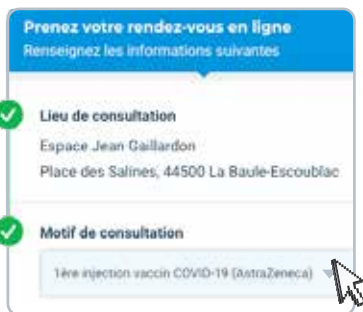 Prenez votre rendez-vous en ligne
Renseignez les informations suivantes
Lieu de consultation
Espace Jean Gaillardon
Place des Salines, 44500 La Baule-Escoublac
Motif de consultation
1ère injection vaccin COVID-19 (AstraZeneca)